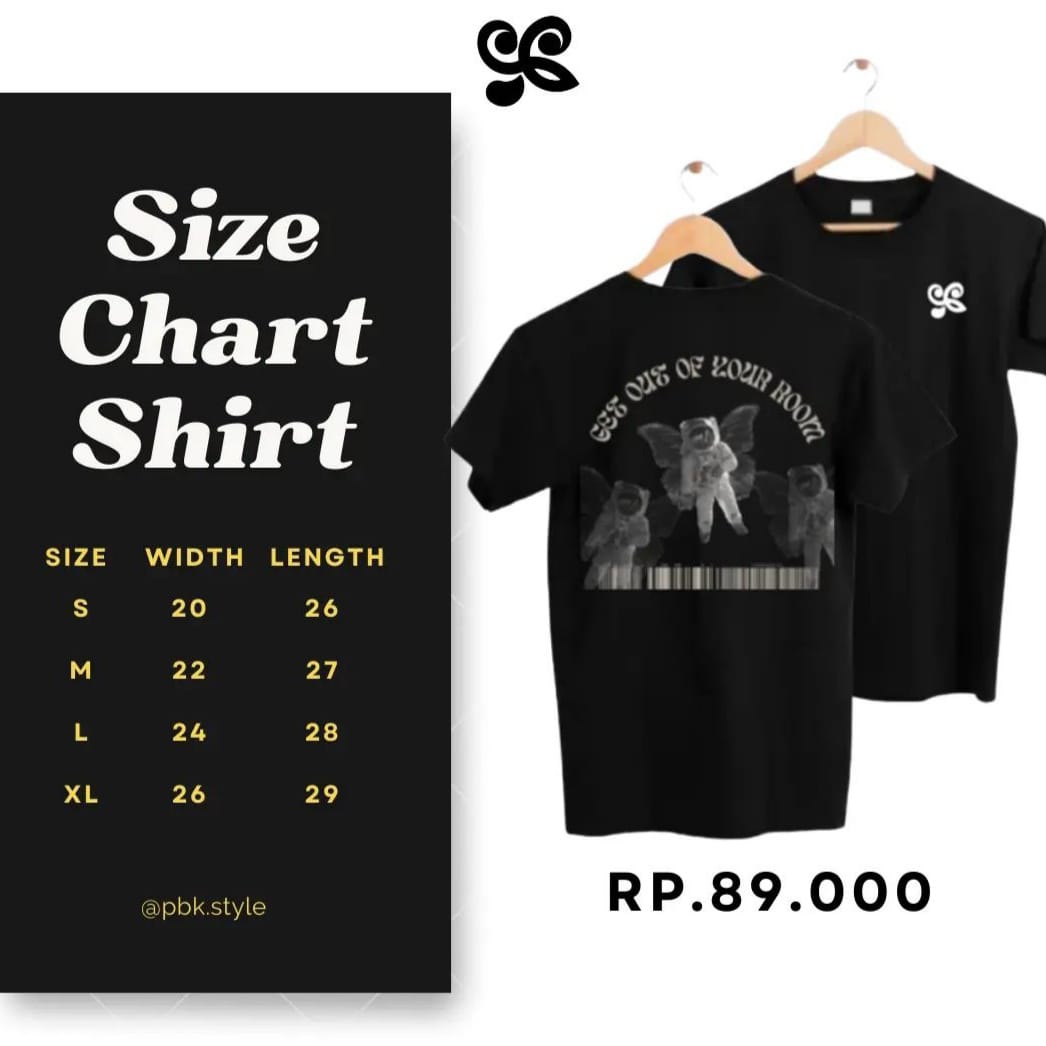 Size
Chart
Shirt
SIZE WIDTH LENGTH
S 20 26
M 22 27
L 24 28
XL 26 29
@pbk.style
GET OUT OF YOUR ROOM
RP.89.000